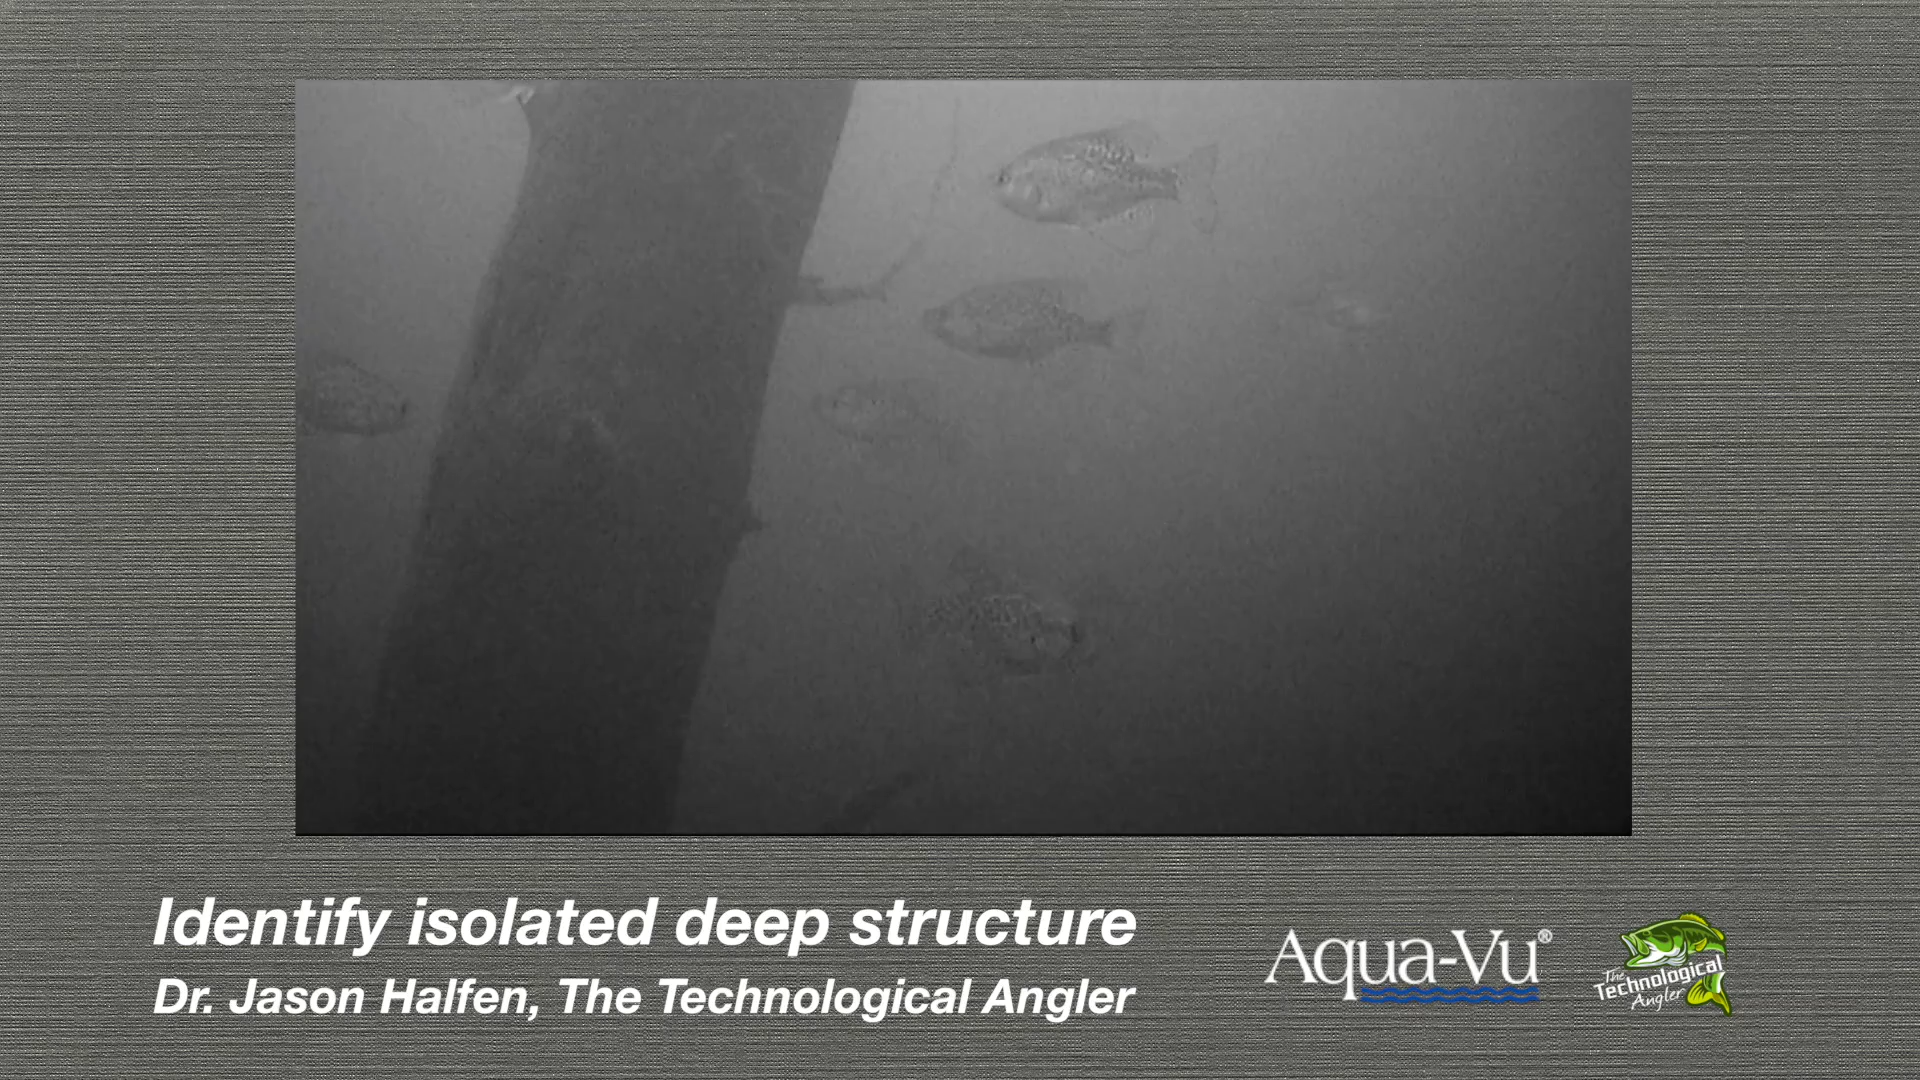 Identify isolated deep structure
Dr. Jason Halfen, The Technological Angler
Aqua-Vu®
The
Technological
Angler